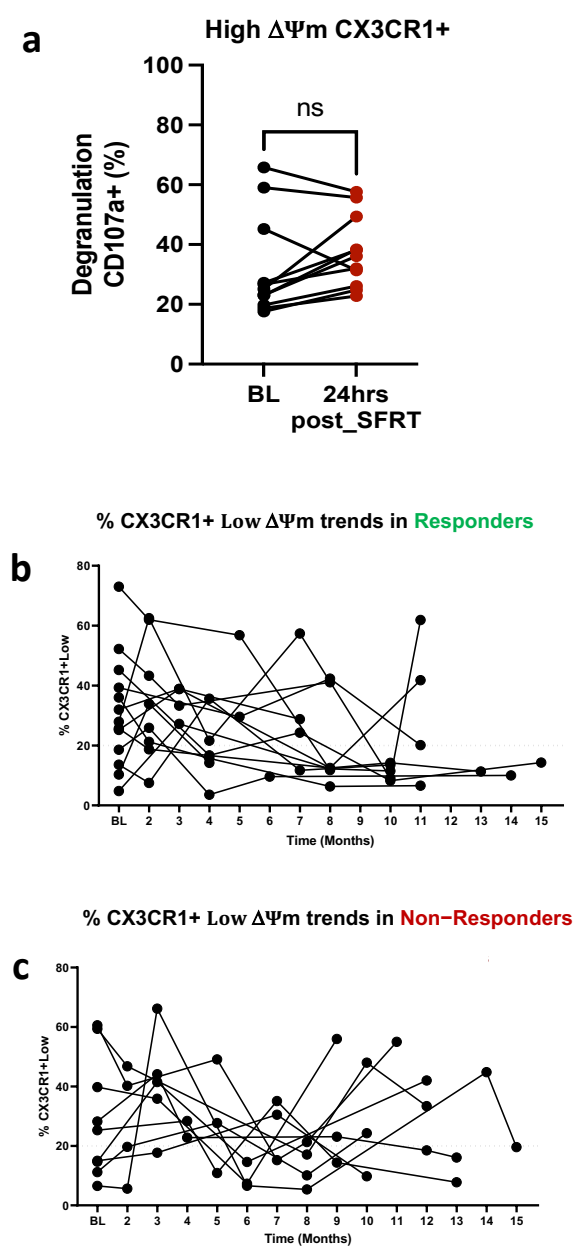 a
High ΔΨm CX3CR1+
Degranulation
CD107a+ (%)
100
80
60
40
20
0
ns
BL
24hrs
post_SFRT
% CX3CR1+ Low ΔΨm trends in Responders
b
% CX3CR1+Low
80
60
40
20
0
BL 2 3 4 5 6 7 8 9 10 11 12 13 14 15
Time (Months)
% CX3CR1+ Low ΔΨm trends in Non−Responders
c
% CX3CR1+Low
80
60
40
20
0
BL 2 3 4 5 6 7 8 9 10 11 12 13 14 15
Time (Months)